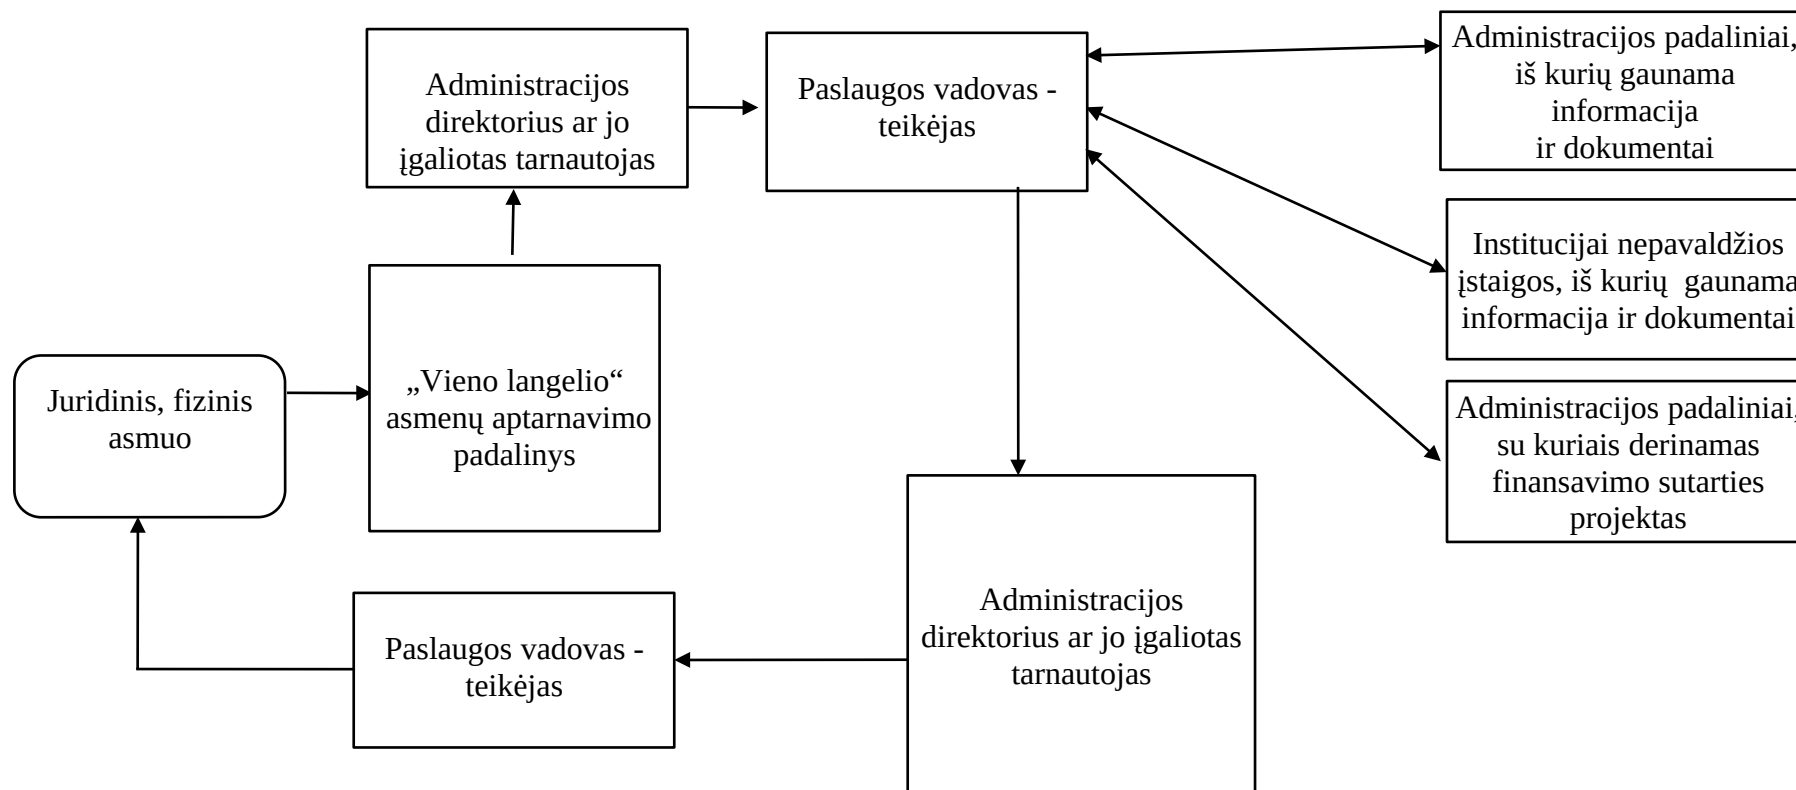 Administracijos
direktorius ar jo
įgaliotas tarnautojas
Paslaugos vadovas -
teikėjas
Administracijos padaliniai,
iš kurių gaunama
informacija
ir dokumentai
Institucijai nepavaldžios
įstaigos, iš kurių gaunama
informacija ir dokumentai
Juridinis, fizinis
asmuo
„Vieno langelio“
asmenų aptarnavimo
padalinys
Administracijos padaliniai,
su kuriais derinamas
finansavimo sutarties
projektas
Paslaugos vadovas -
teikėjas
Administracijos
direktorius ar jo įgaliotas
tarnautojas